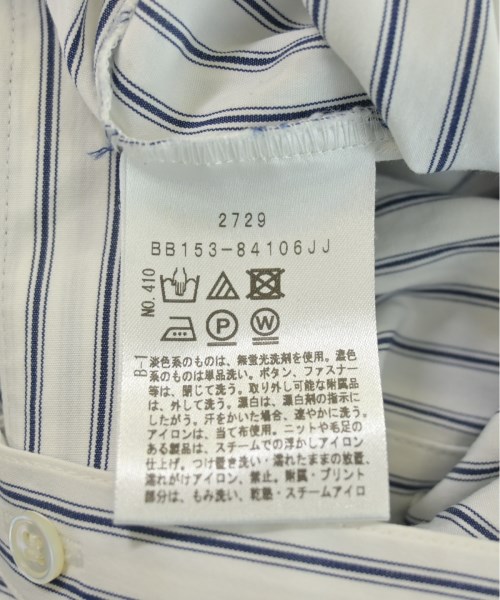 2729
BB153-84106JJ
NO.410
P
W
B-1
淡色系のものは、無蛍光洗剤を使用。濃色
系のものは単品洗い。ボタン、ファスナー
等は、閉じて洗う。取り外し可能な附属品
は、外して洗う。漂白は、漂白剤の指示に
したがう。汗をかいた場合、速やかに洗う。
アイロンは、当て布使用。ニットや毛足の
ある製品は、スチームでの浮かしアイロン
仕上げ。つけ置き洗い・濡れたままの放置、
濡れがけアイロン、禁止。附属・プリント
部分は、もみ洗い、乾燥・スチームアイロ